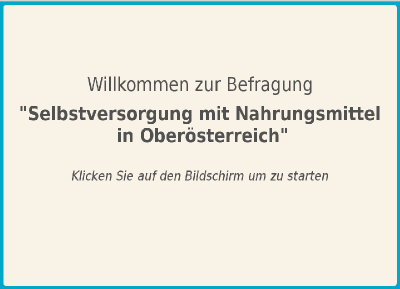 Willkommen zur Befragung
"Selbstversorgung mit Nahrungsmittel
in Oberösterreich"
Klicken Sie auf den Bildschirm um zu starten